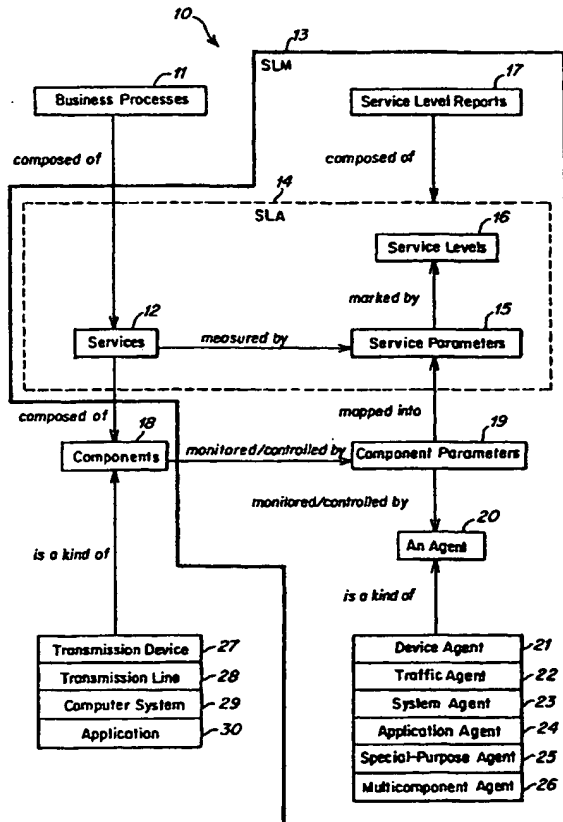 10
13
SLM
11
Business Processes
17
Service Level Reports
composed of
composed of
14
SLA
16
Service Levels
marked by
12
Services
measured by
15
Service Parameters
composed of
mapped into
18
Components
monitored/controlled by
19
Component Parameters
monitored/controlled by
20
An Agent
is a kind of
is a kind of
Transmission Device 27
Transmission Line 28
Computer System 29
Application 30
Device Agent 21
Traffic Agent 22
System Agent 23
Application Agent 24
Special-Purpose Agent 25
Multicomponent Agent 26